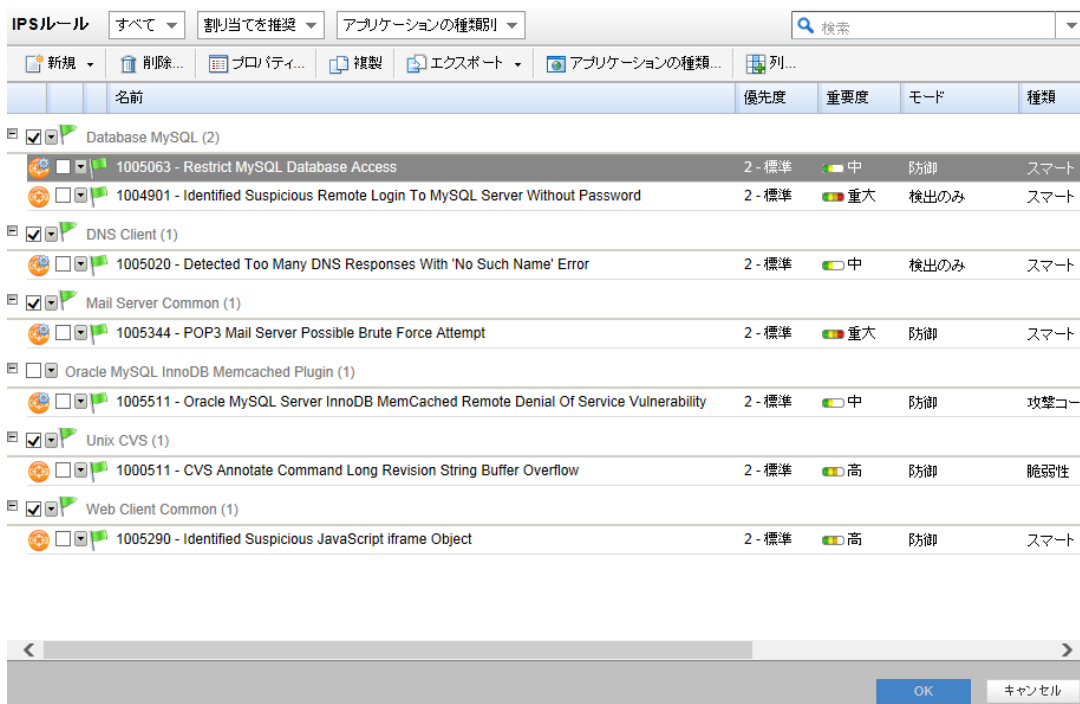 IPSルール すべて 割り当てを推奨 アプリケーションの種類別 検索
新規 削除... プロパティ... 複製 エクスポート アプリケーションの種類... 列...
名前 優先度 重要度 モード 種類
Database MySQL (2)
1005063 - Restrict MySQL Database Access 2 - 標準 中 防御 スマート
1004901 - Identified Suspicious Remote Login To MySQL Server Without Password 2 - 標準 重大 検出のみ スマート
DNS Client (1)
1005020 - Detected Too Many DNS Responses With 'No Such Name' Error 2 - 標準 中 検出のみ スマート
Mail Server Common (1)
1005344 - POP3 Mail Server Possible Brute Force Attempt 2 - 標準 重大 防御 スマート
Oracle MySQL InnoDB Memcached Plugin (1)
1005511 - Oracle MySQL Server InnoDB MemCached Remote Denial Of Service Vulnerability 2 - 標準 中 防御 攻撃コー
Unix CVS (1)
1000511 - CVS Annotate Command Long Revision String Buffer Overflow 2 - 標準 高 防御 脆弱性
Web Client Common (1)
1005290 - Identified Suspicious JavaScript iframe Object 2 - 標準 高 防御 スマート
OK キャンセル